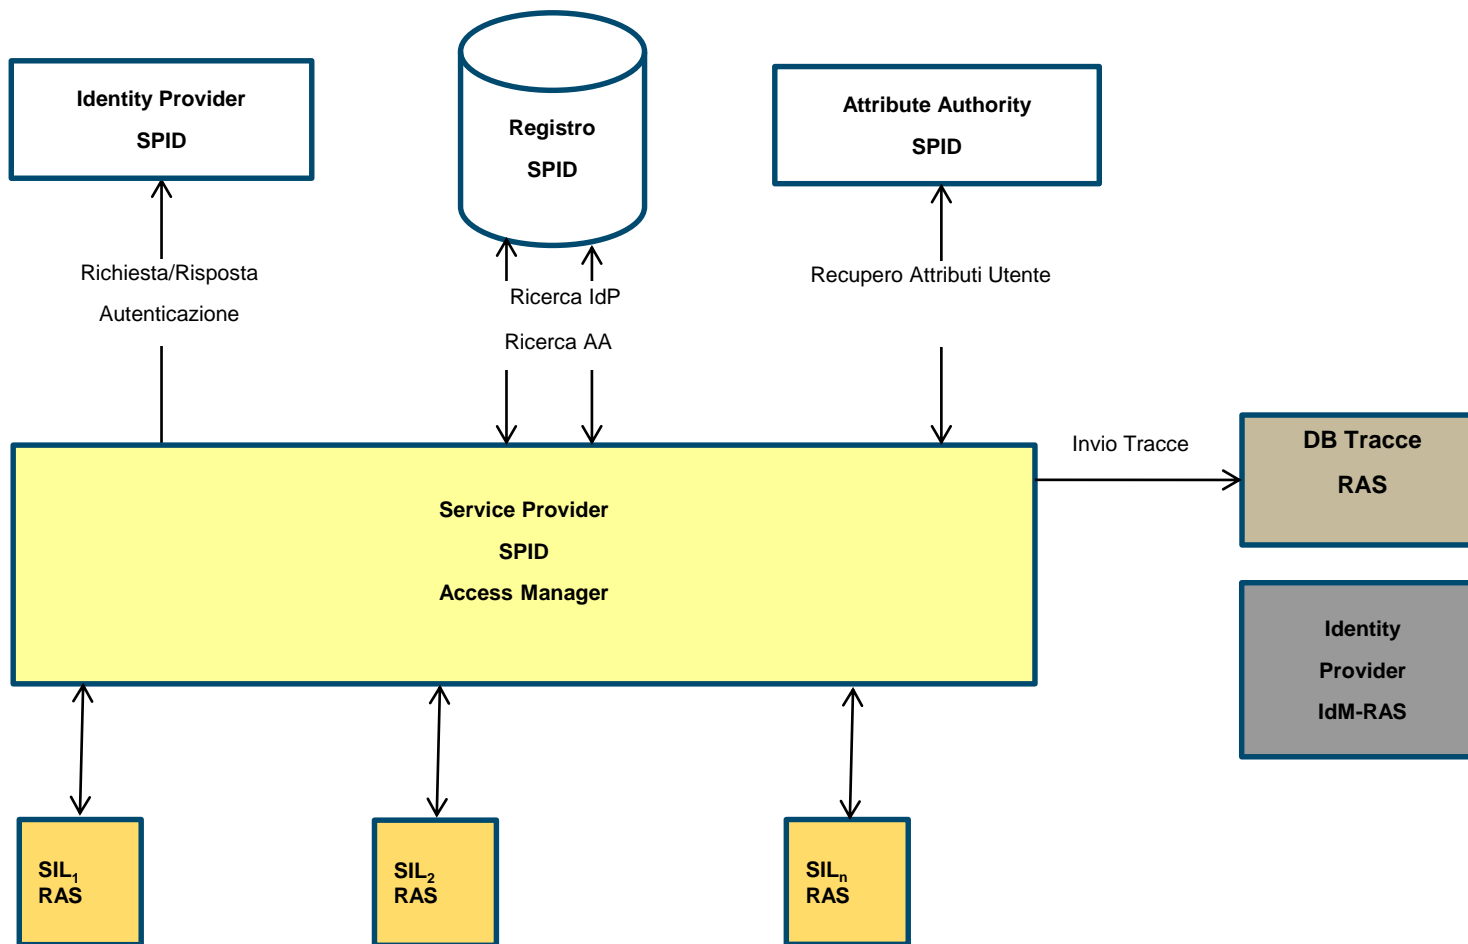 Identity Provider
SPID
Registro
SPID
Attribute Authority
SPID
Richiesta/Risposta
Autenticazione
Ricerca IdP
Ricerca AA
Recupero Attributi Utente
Invio Tracce
DB Tracce
RAS
Service Provider
SPID
Access Manager
Identity
Provider
IdM-RAS
SIL₁
RAS
SIL₂
RAS
SILₙ
RAS